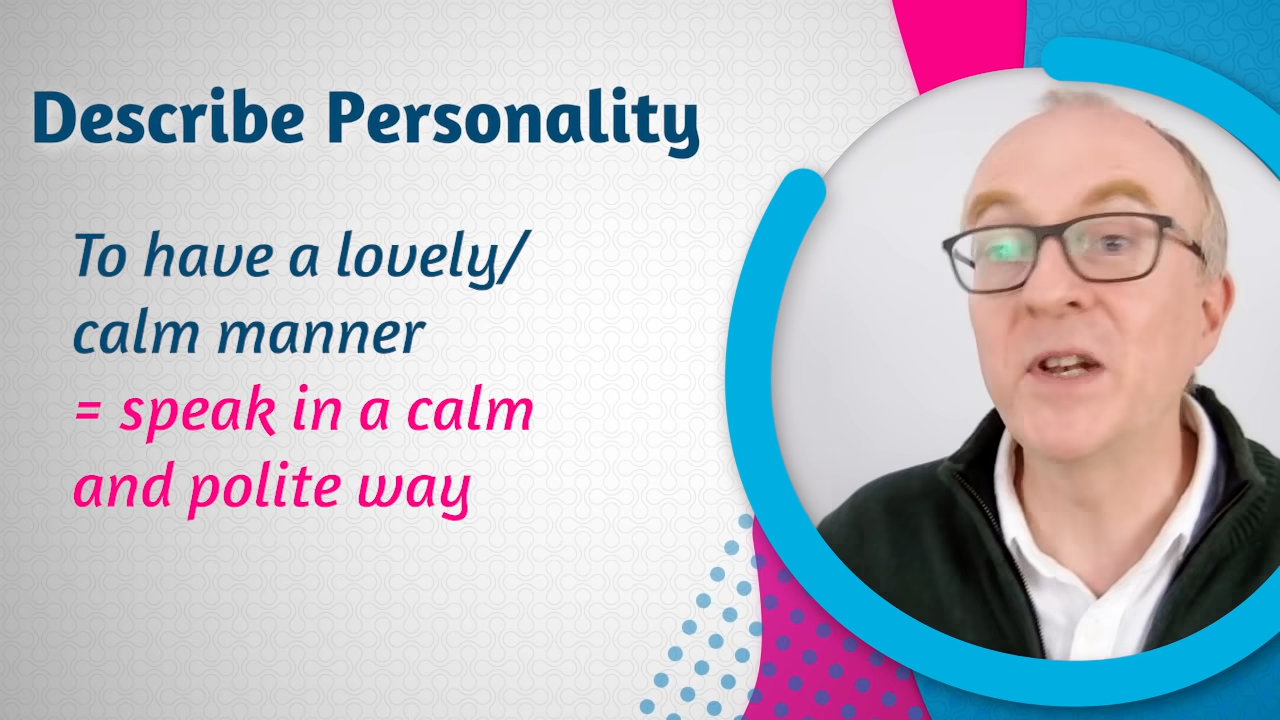 Describe Personality
To have a lovely/
calm manner
= speak in a calm
and polite way